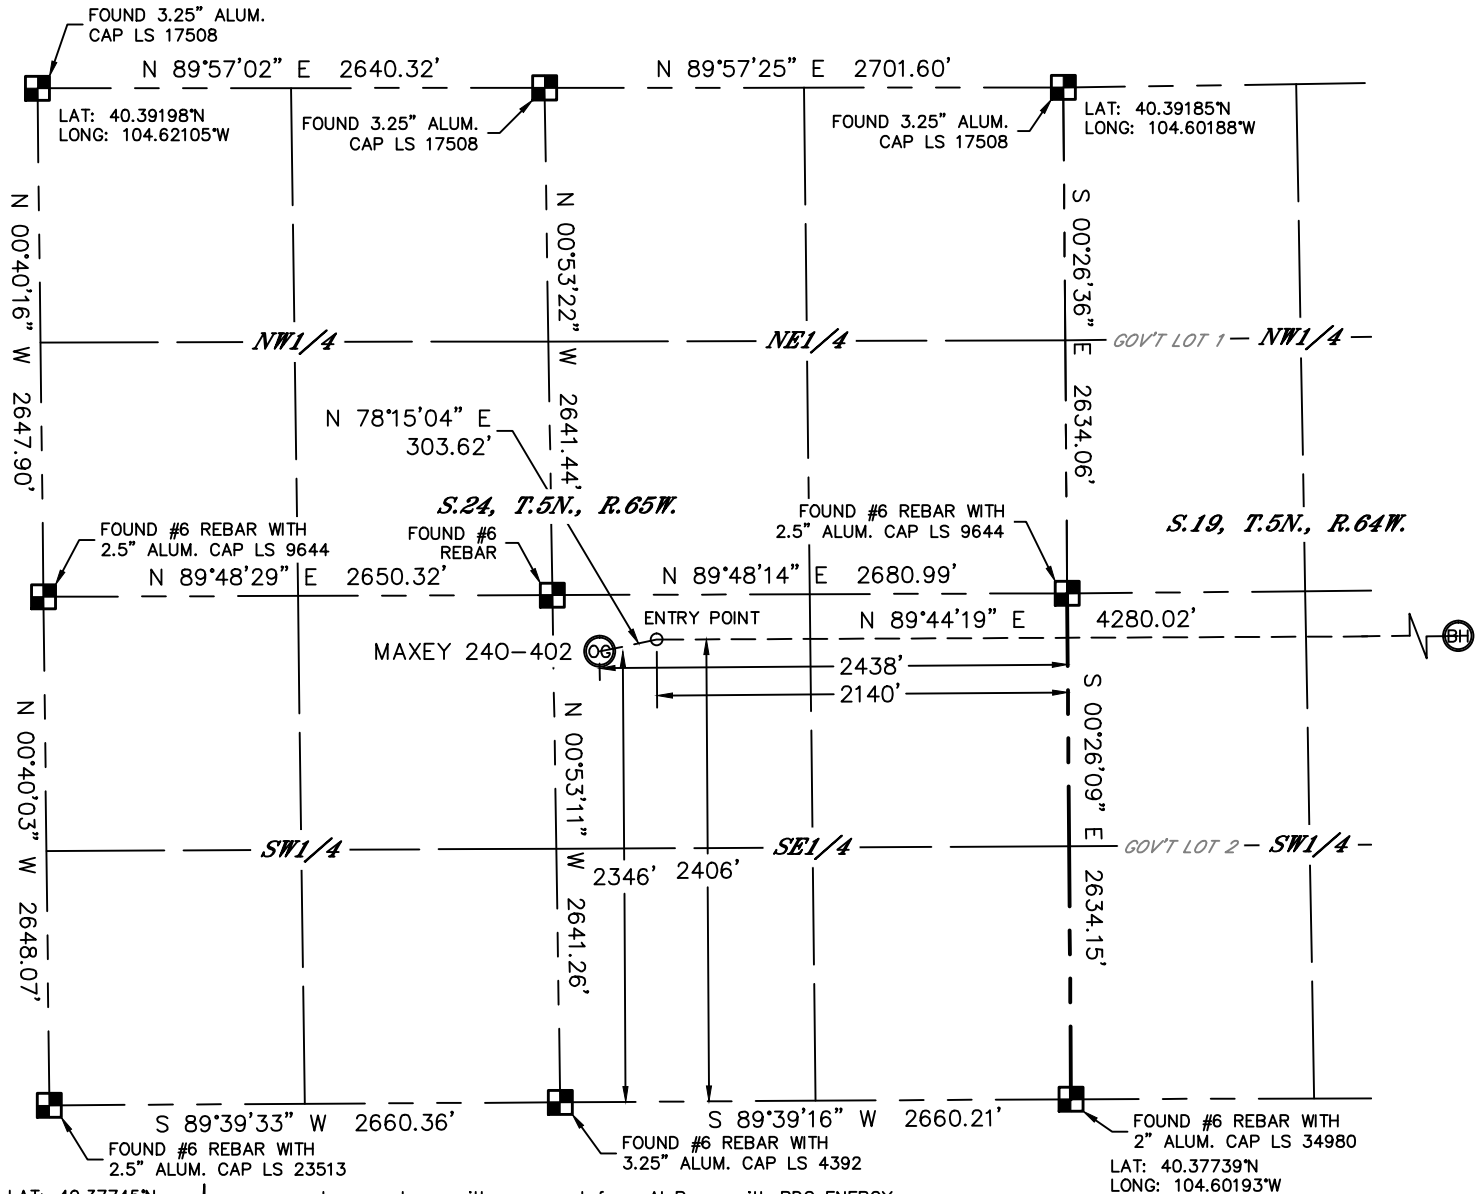 FOUND 3.25” ALUM.
CAP LS 17508
N 89°57'02” E 2640.32'
N 89°57'25” E 2701.60'
LAT: 40.39198°N
LONG: 104.62105°W
FOUND 3.25” ALUM.
CAP LS 17508
FOUND 3.25” ALUM.
CAP LS 17508
LAT: 40.39185°N
LONG: 104.60188°W
N 00°40'16” W 2647.90'
N 00°53'22” W 2641.44'
S 00°26'36” E 2634.06'
NW1/4
NE1/4
GOV'T LOT 1
NW1/4
N 78°15'04” E
303.62'
S.24, T.5N., R.65W.
S.19, T.5N., R.64W.
FOUND #6 REBAR WITH
2.5” ALUM. CAP LS 9644
FOUND #6
REBAR
FOUND #6 REBAR WITH
2.5” ALUM. CAP LS 9644
N 89°48'29” E 2650.32'
N 89°48'14” E 2680.99'
ENTRY POINT
N 89°44'19” E 4280.02'
MAXEY 240-402
OG
BH
2438'
2140'
N 00°40'03” W 2648.07'
N 00°53'11” W 2641.26'
S 00°26'09” E 2634.15'
SW1/4
SE1/4
GOV'T LOT 2
SW1/4
2346'
2406'
S 89°39'33” W 2660.36'
S 89°39'16” W 2660.21'
FOUND #6 REBAR WITH
2.5” ALUM. CAP LS 23513
FOUND #6 REBAR WITH
3.25” ALUM. CAP LS 4392
FOUND #6 REBAR WITH
2” ALUM. CAP LS 34980
LAT: 40.37739°N
LONG: 104.60193°W
LAT: 40.37745°N